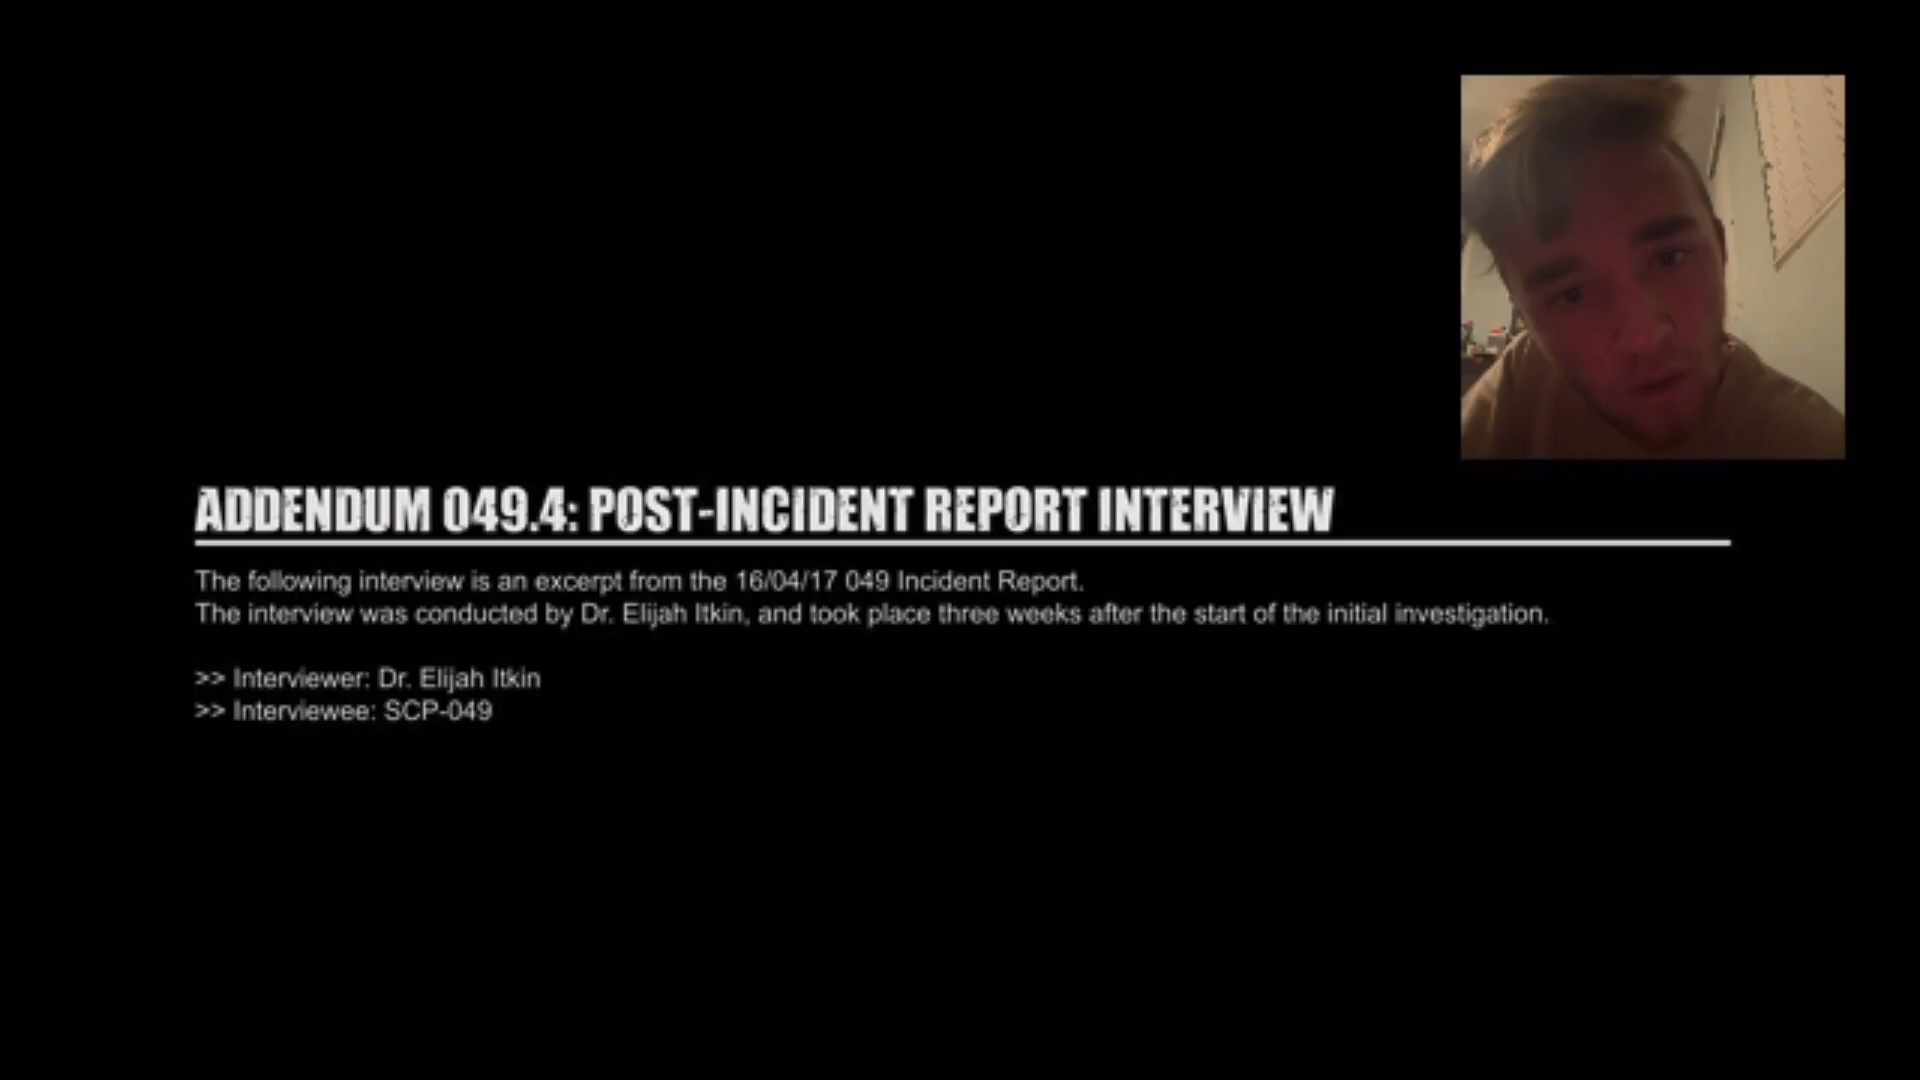 ADDENDUM 049.4: POST-INCIDENT REPORT INTERVIEW
The following interview is an excerpt from the 16/04/17 049 Incident Report.
The interview was conducted by Dr. Elijah Itkin, and took place three weeks after the start of the initial investigation.
>> Interviewer: Dr. Elijah Itkin
>> Interviewee: SCP-049